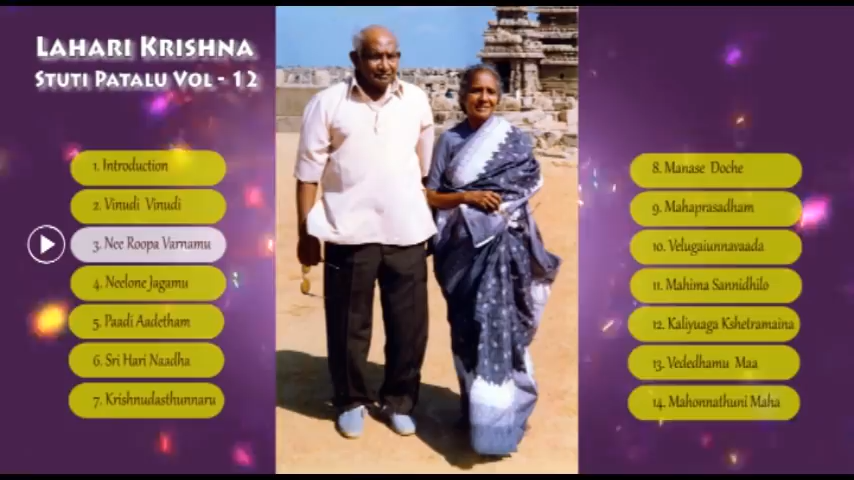 LAHARI KRISHNA
STUTI PATALU VOL - 12
1. Introduction
2. Vinudi Vinudi
3. Nee Roopa Varnamu
4. Neelone Jagamu
5. Paadi Aadetham
6. Sri Hari Naadha
7. Krishnudasthunnaru
8. Manase Doche
9. Mahaprasadham
10. Velugaiunnavaada
11. Mahima Sannidhilo
12. Kaliyuaga Kshetramaina
13. Vededhamu Maa
14. Mahonnathuni Maha